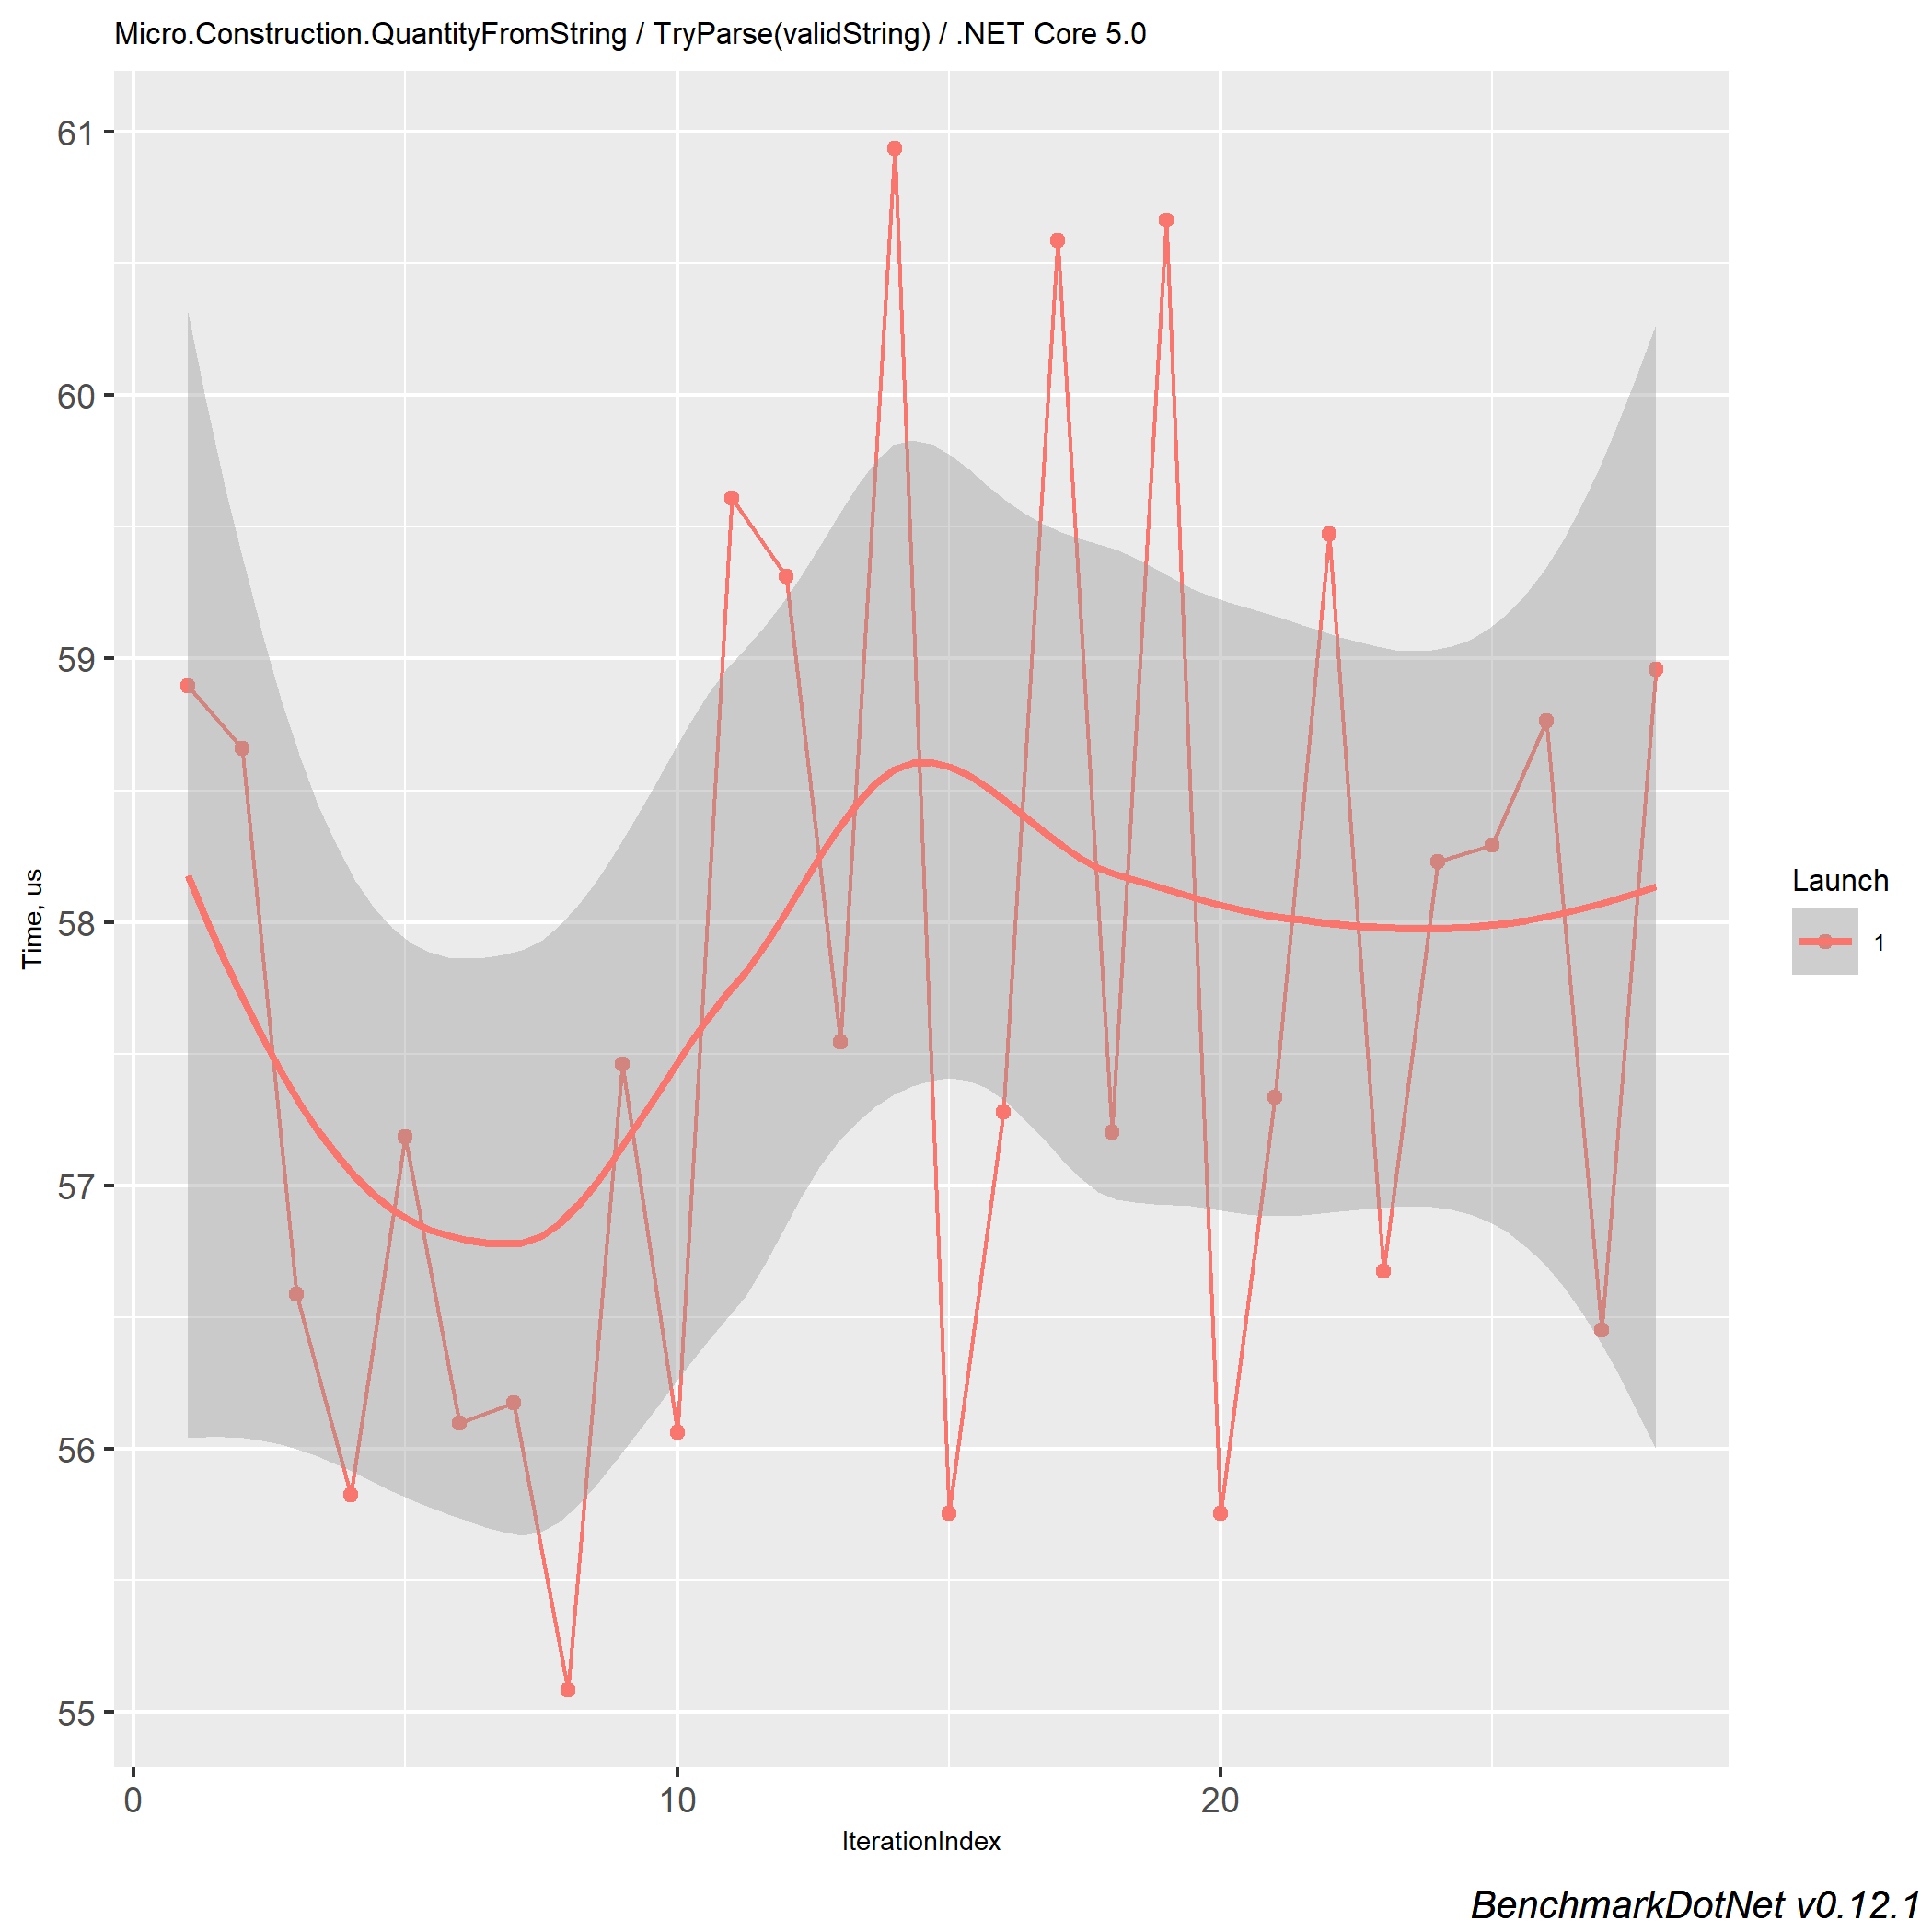 Micro.Construction.QuantityFromString / TryParse(validString) / .NET Core 5.0
61
60
59
58
57
56
55
Time, us
0 10 20
IterationIndex
Launch
1
BenchmarkDotNet v0.12.1